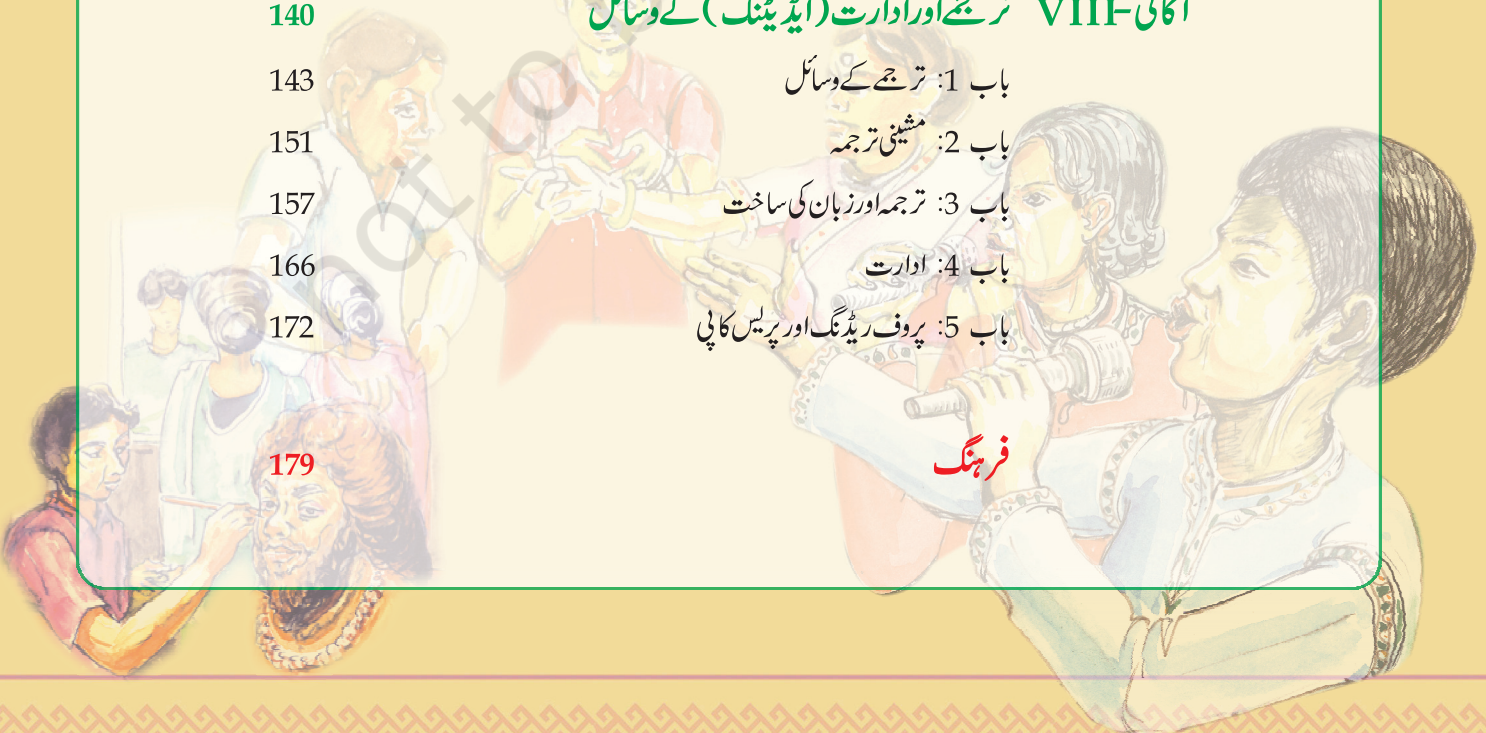 اکائی-VIII ترجمے اور ادارت (ایڈیٹنگ) کے وسائل 140
باب 1: ترجمے کے وسائل 143
باب 2: مشینی ترجمہ 151
باب 3: ترجمہ اور زبان کی ساخت 157
باب 4: ادارت 166
باب 5: پروف ریڈنگ اور پریس کاپی 172
فرہنگ 179
not to